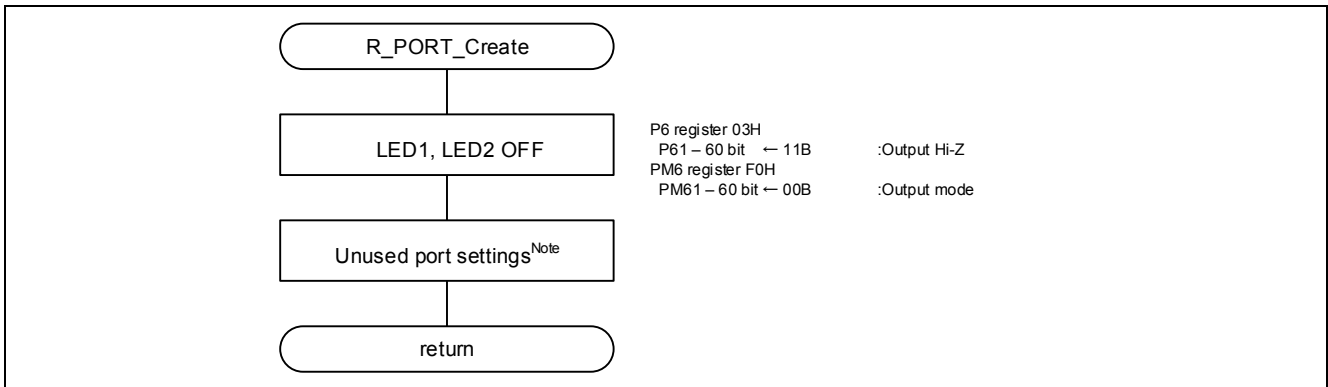 R_PORT_Create
LED1, LED2 OFF
P6 register 03H
P61 – 60 bit ← 11B :Output Hi-Z
PM6 register F0H
PM61 – 60 bit ← 00B :Output mode
Unused port settingsNote
return